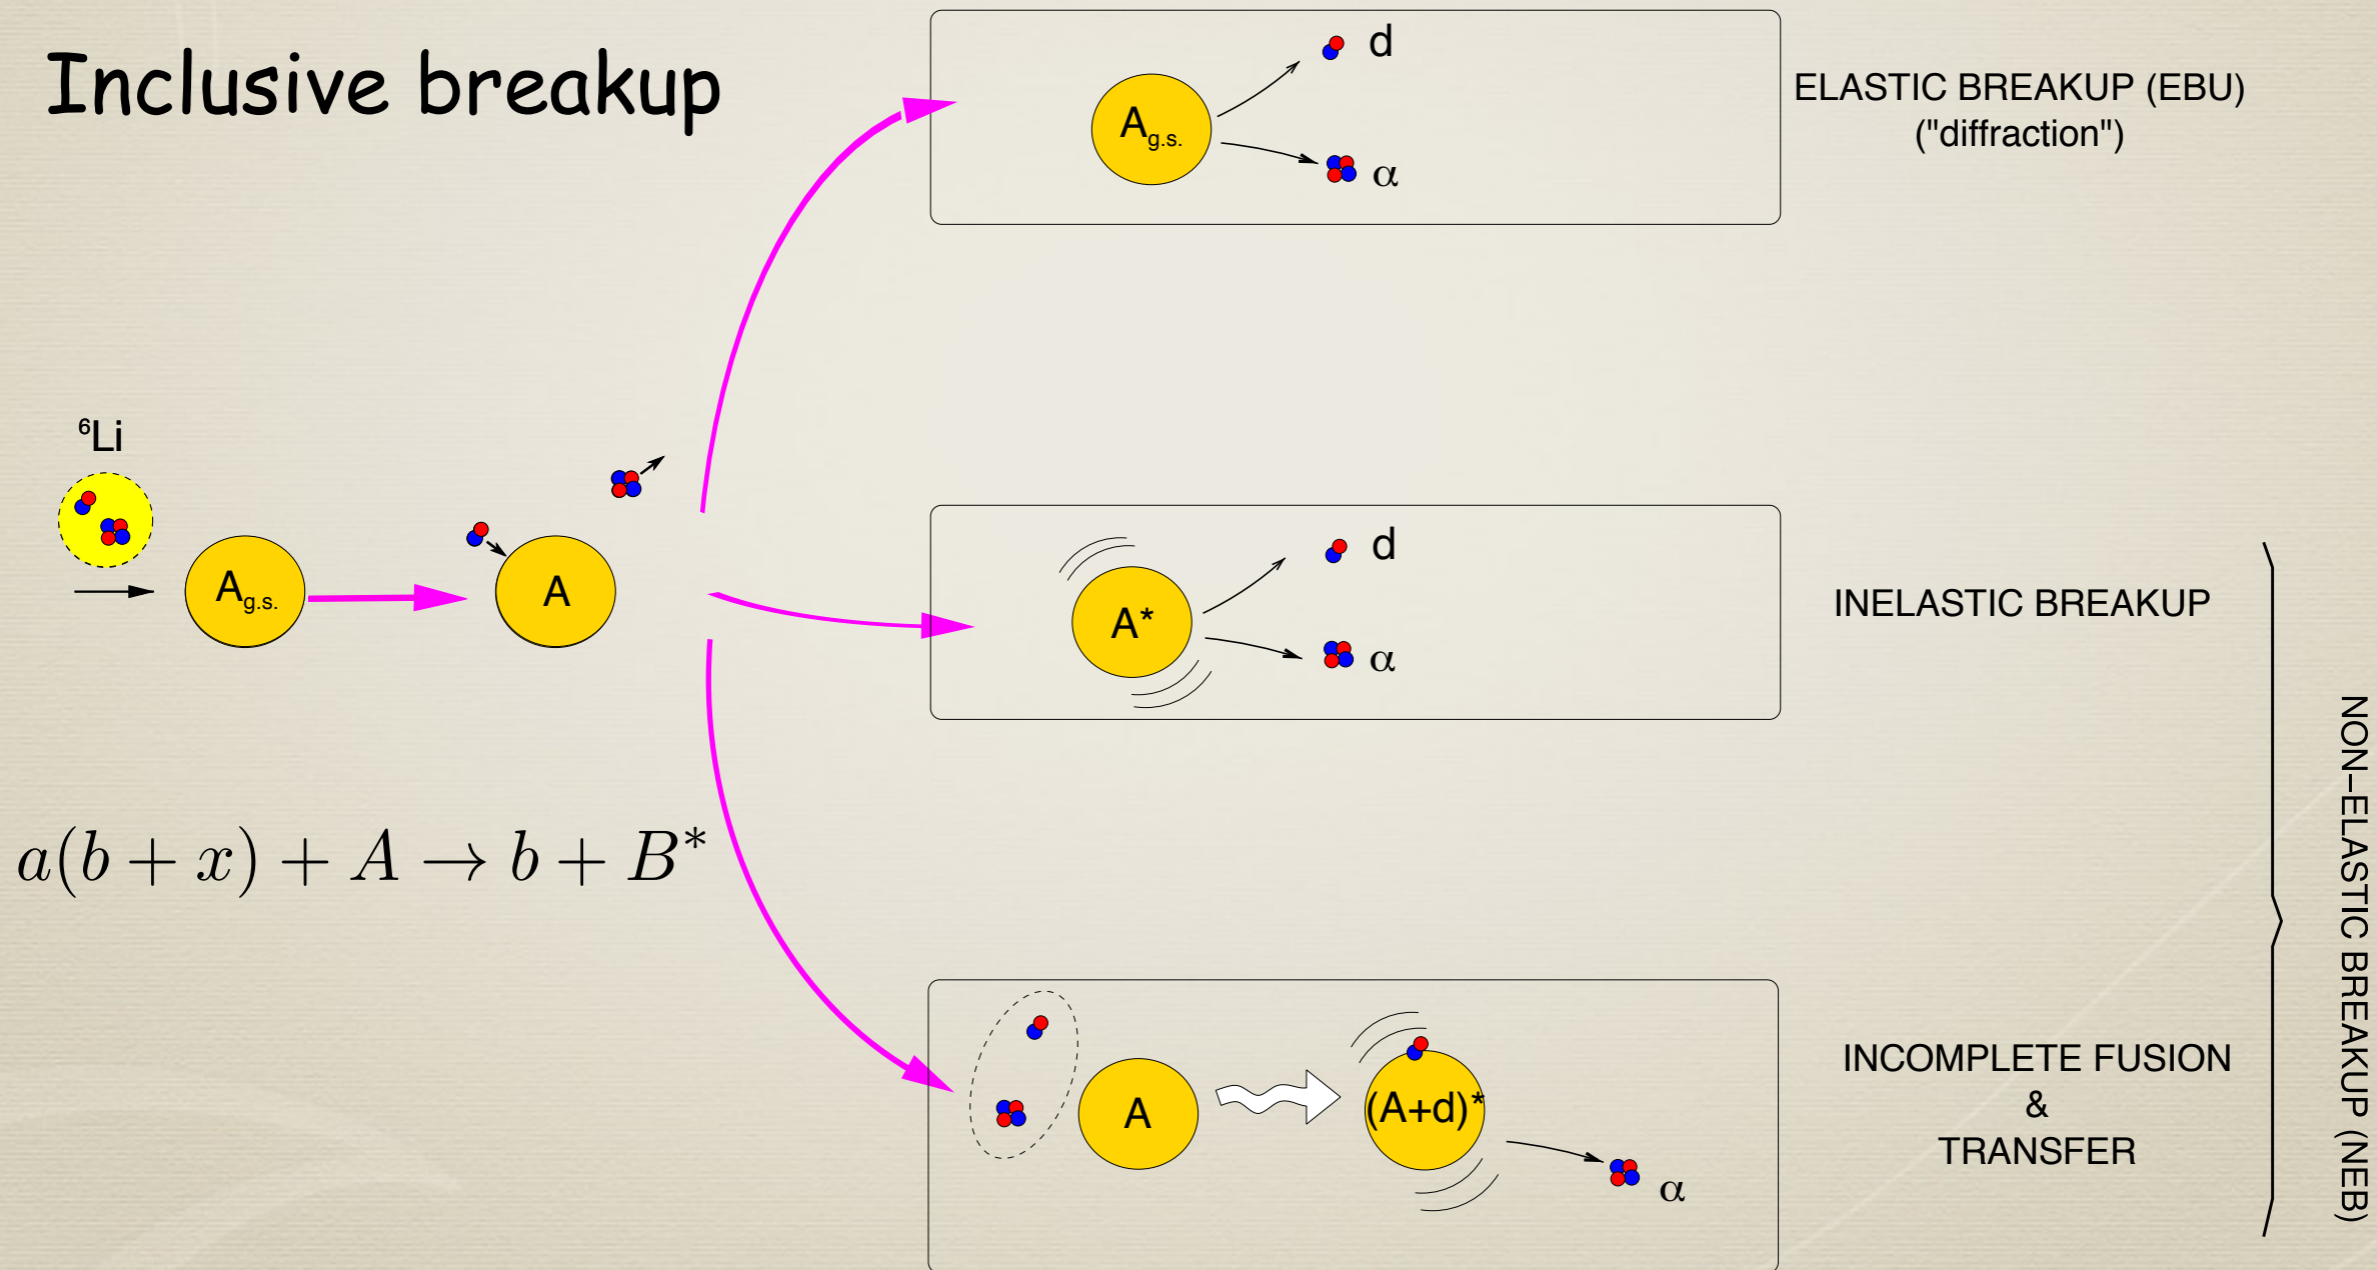 Inclusive breakup
d
A_g.s.
α
ELASTIC BREAKUP (EBU)
("diffraction")
⁶Li
A_g.s.
A
d
A*
α
INELASTIC BREAKUP
a(b + x) + A → b + B*
A
(A+d)*
α
INCOMPLETE FUSION
&
TRANSFER
NON–ELASTIC BREAKUP (NEB)